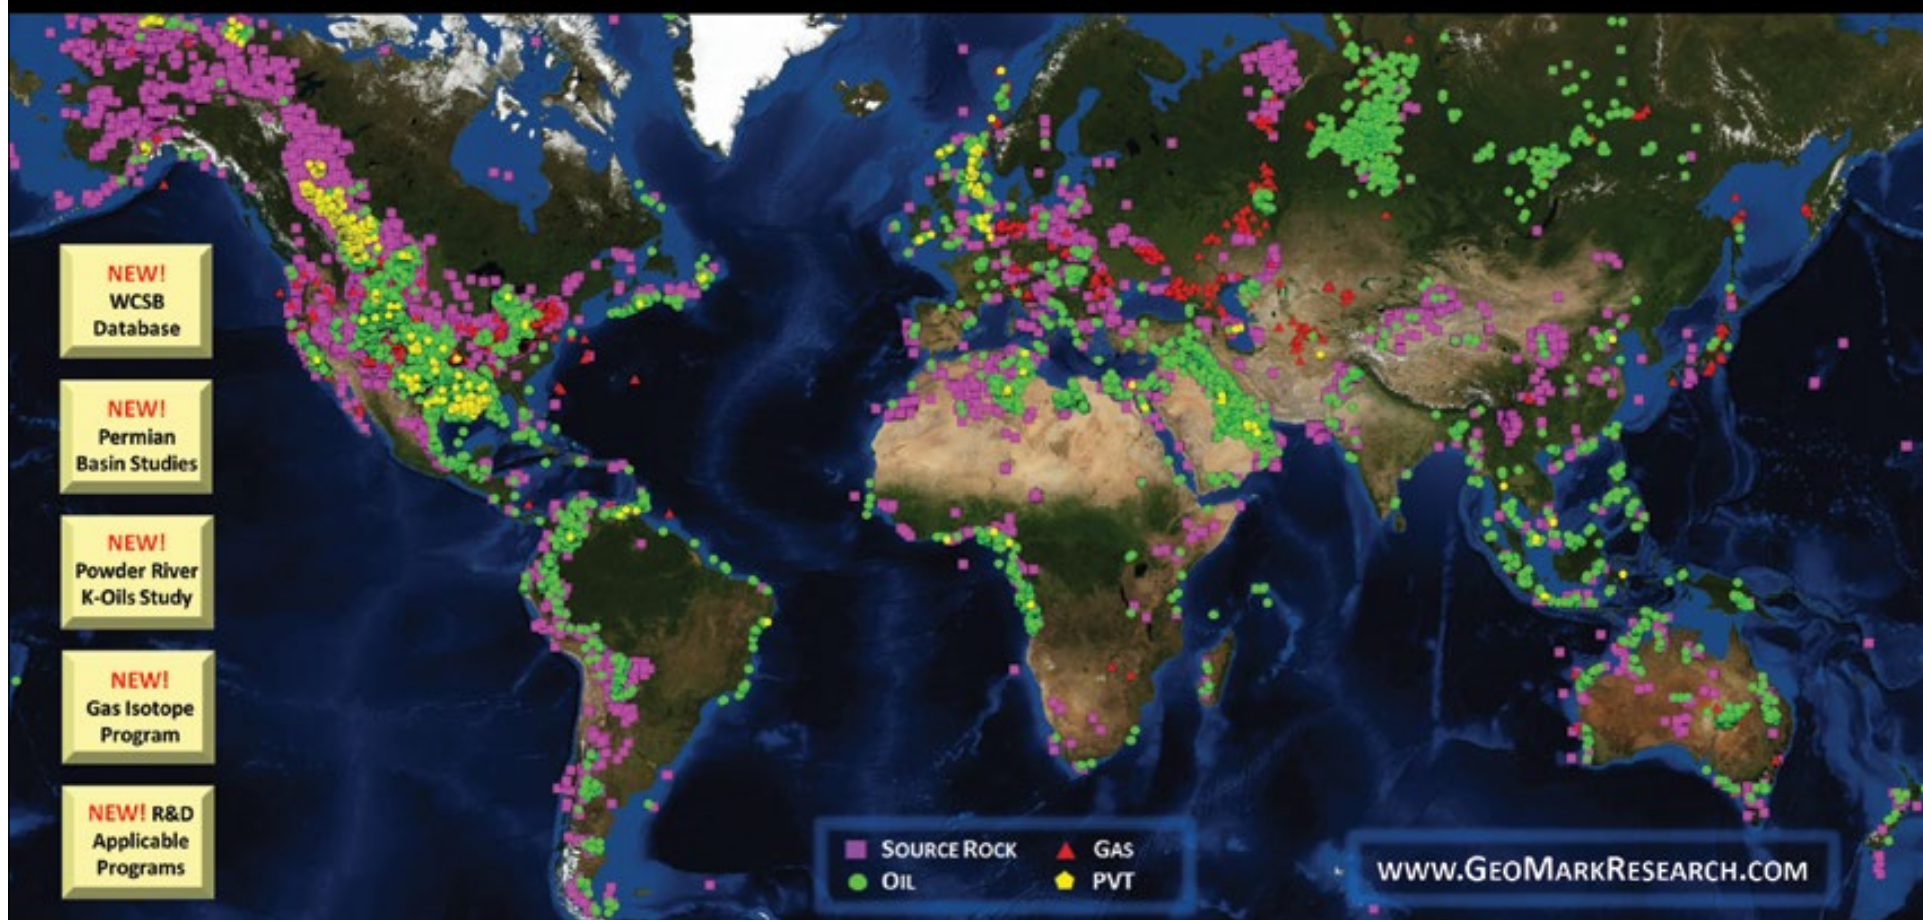 NEW!
WCSB
Database
NEW!
Permian
Basin Studies
NEW!
Powder River
K-Oils Study
NEW!
Gas Isotope
Program
NEW! R&D
Applicable
Programs
SOURCE ROCK
GAS
OIL
PVT
WWW.GEOMARKRESEARCH.COM